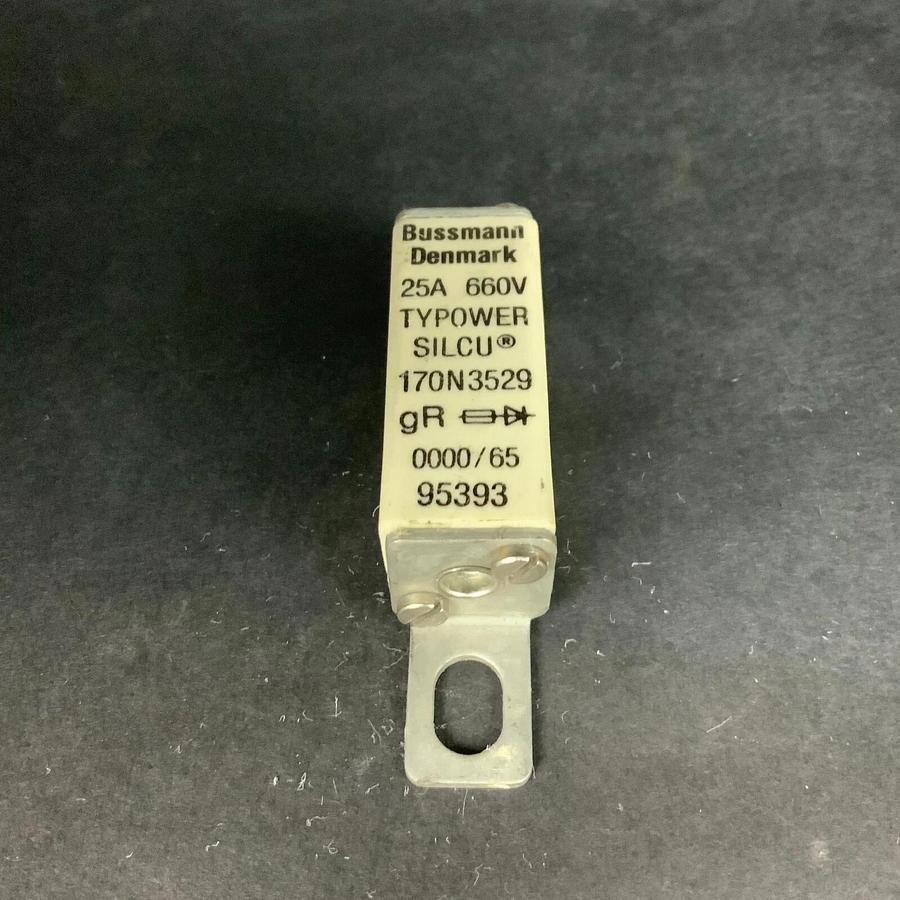 Bussmann
Denmark
25A 660V
TYPOWER
SILCU®
170N3529
gR
0000/65
95393